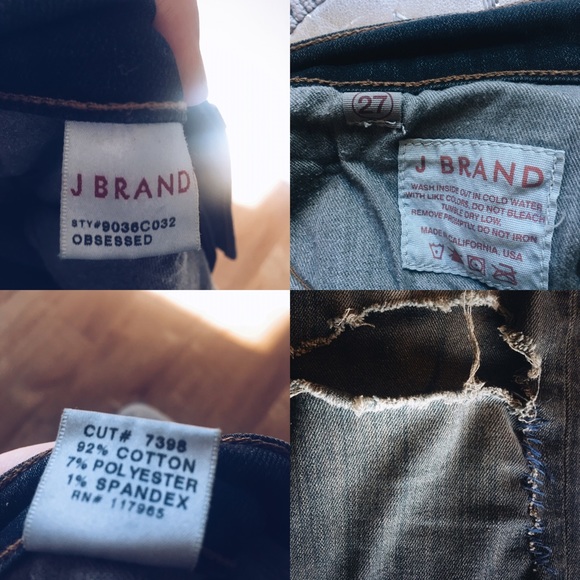 J BRAND
STY#9036C032
OBSESSED
27
J BRAND
WASH INSIDE OUT IN COLD WATER
WITH LIKE COLORS. DO NOT BLEACH
TUMBLE DRY LOW.
REMOVE PROMPTLY. DO NOT IRON
MADE IN CALIFORNIA, USA
CUT# 7398
92% COTTON
7% POLYESTER
1% SPANDEX
RN# 117965